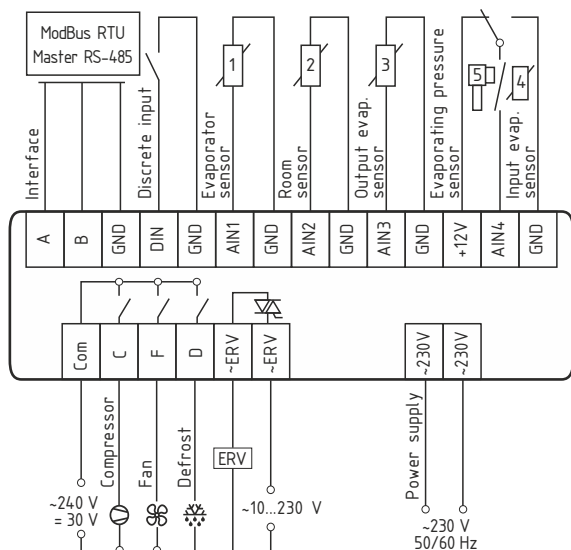 ModBus RTU
Master RS-485
Interface
Discrete input
Evaporator
sensor
Room
sensor
Output evap.
sensor
Evaporating pressure
sensor
Input evap.
sensor
1
2
3
5
4
A
B
GND
DIN
GND
AIN1
GND
AIN2
GND
AIN3
GND
+12V
AIN4
GND
Com
C
F
D
~ERV
~ERV
~230V
~230V
Compressor
Fan
Defrost
ERV
Power supply
~240 V
= 30 V
~10...230 V
~230 V
50/60 Hz